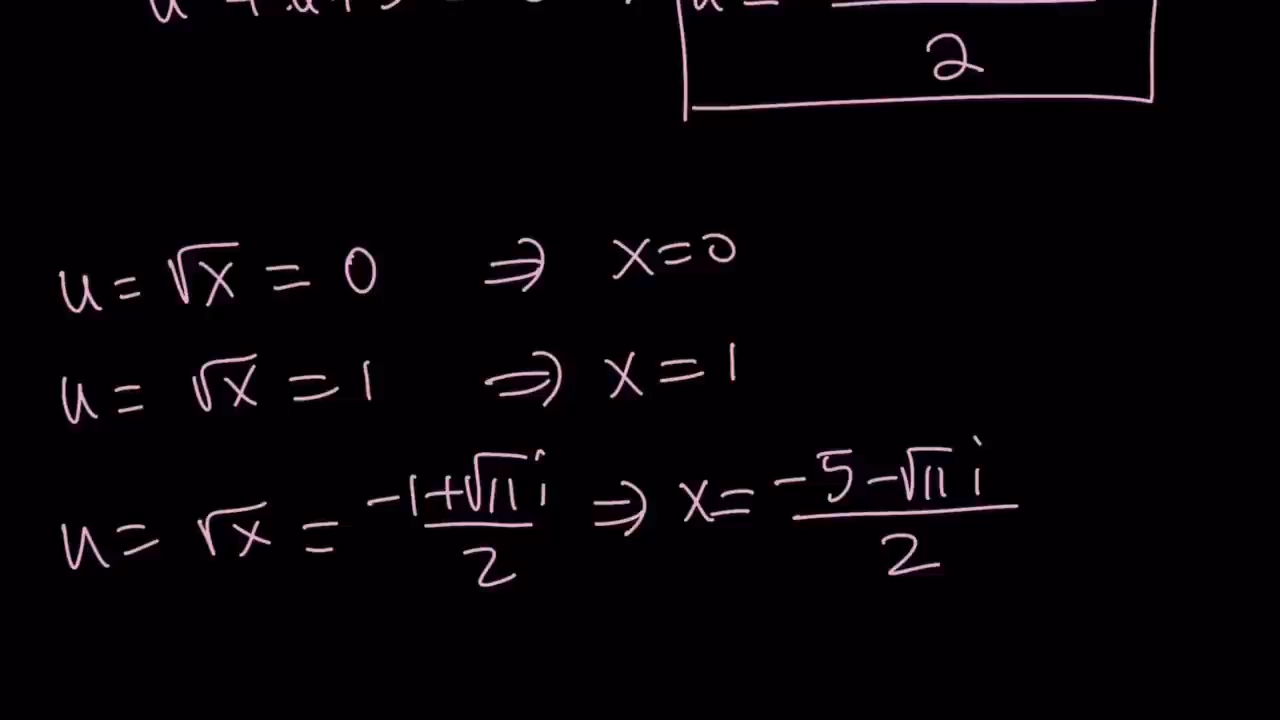 u =
2
u = √x = 0 ⇒ x = 0
u = √x = 1 ⇒ x = 1
u = √x = (-1+√11 i)/2 ⇒ x = (-5-√11 i)/2